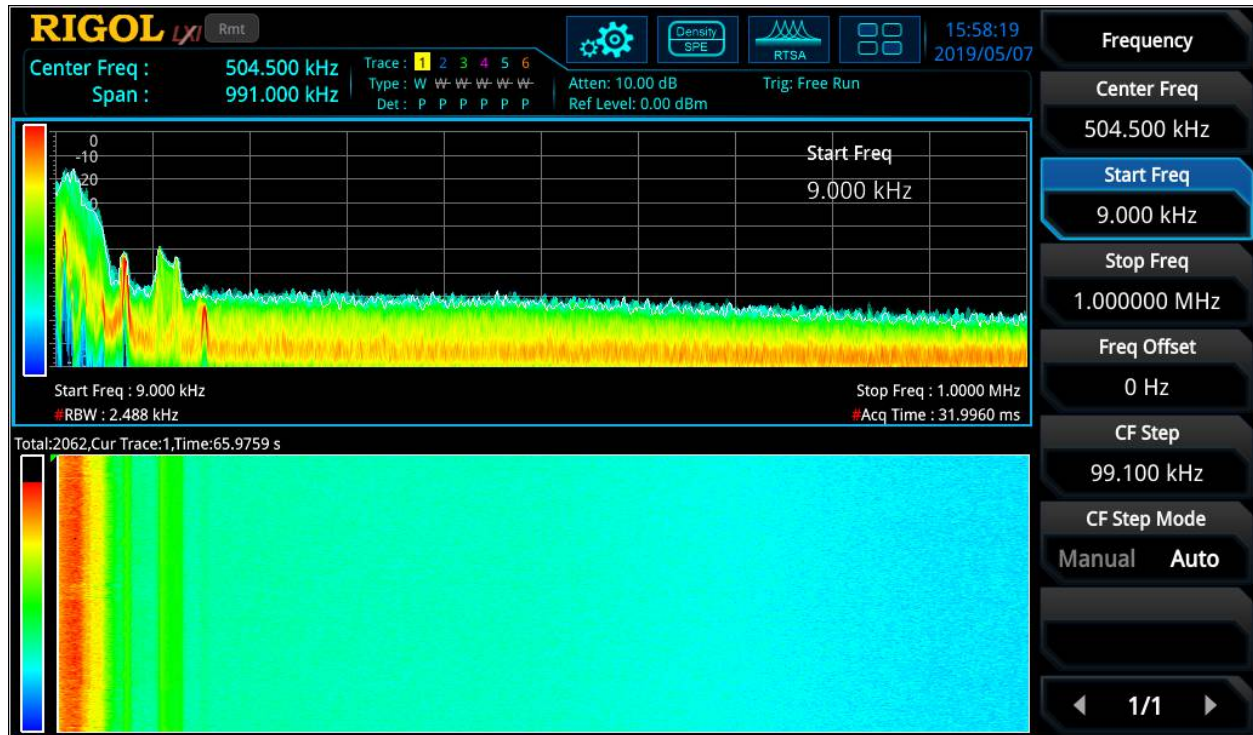 RIGOL LXI Rmt
Density
SPE
RTSA
15:58:19
2019/05/07
Center Freq : 504.500 kHz
Span : 991.000 kHz
Trace : 1 2 3 4 5 6
Type : W W W W W W
Det : P P P P P P
Atten: 10.00 dB
Ref Level: 0.00 dBm
Trig: Free Run
0
-10
-20
Start Freq
9.000 kHz
Start Freq : 9.000 kHz
Stop Freq : 1.0000 MHz
#RBW : 2.488 kHz
#Acq Time : 31.9960 ms
Total:2062,Cur Trace:1,Time:65.9759 s
Frequency
Center Freq
504.500 kHz
Start Freq
9.000 kHz
Stop Freq
1.000000 MHz
Freq Offset
0 Hz
CF Step
99.100 kHz
CF Step Mode
Manual Auto
1/1